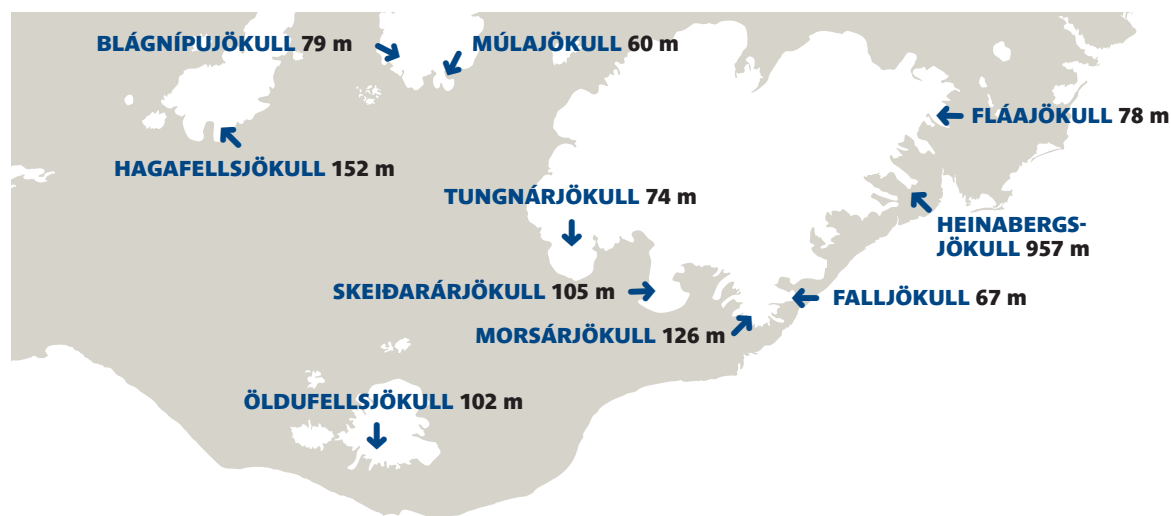 BLÁGNÍPUJÖKULL 79 m
MÚLAJÖKULL 60 m
FLÁAJÖKULL 78 m
HAGAFELLSJÖKULL 152 m
TUNGNÁRJÖKULL 74 m
HEINABERGS-
JÖKULL 957 m
SKEIÐARÁRJÖKULL 105 m
FALLJÖKULL 67 m
MORSÁRJÖKULL 126 m
ÖLDUFELLSJÖKULL 102 m